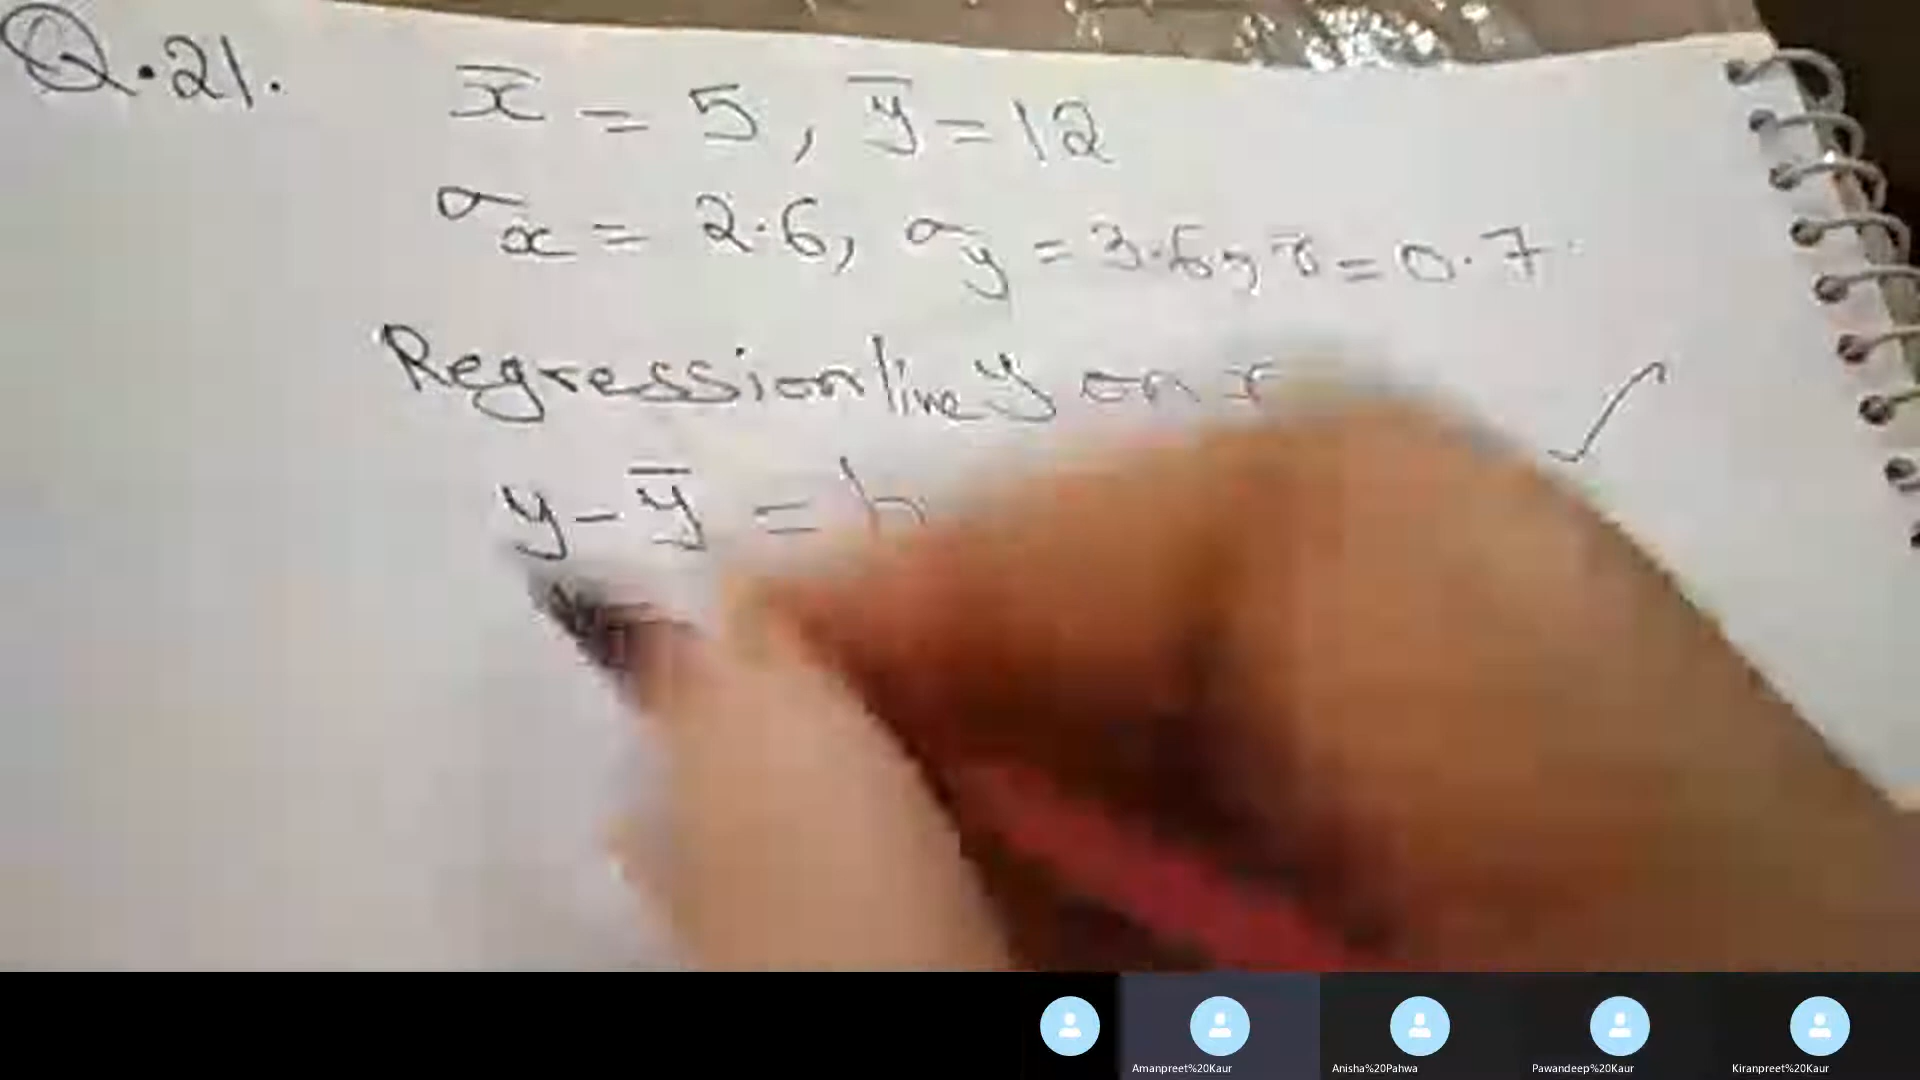 Q.21. x̄ = 5, ȳ = 12
σx = 2.6, σy = 3.6, r = 0.7
Regression line y on x
y - ȳ = b
Amanpreet%20Kaur
Anisha%20Pahwa
Pawandeep%20Kaur
Kiranpreet%20Kaur